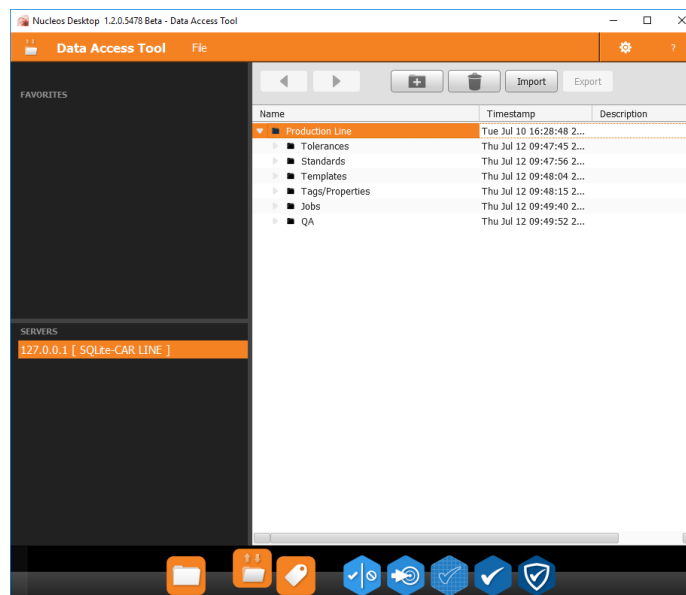 Nucleos Desktop 1.2.0.5478 Beta - Data Access Tool
Data Access Tool File ?
FAVORITES
Import Export
Name Timestamp Description
Production Line Tue Jul 10 16:28:48 2...
Tolerances Thu Jul 12 09:47:45 2...
Standards Thu Jul 12 09:47:56 2...
Templates Thu Jul 12 09:48:04 2...
Tags/Properties Thu Jul 12 09:48:15 2...
Jobs Thu Jul 12 09:49:40 2...
QA Thu Jul 12 09:49:52 2...
SERVERS
127.0.0.1 [ SQLite-CAR LINE ]